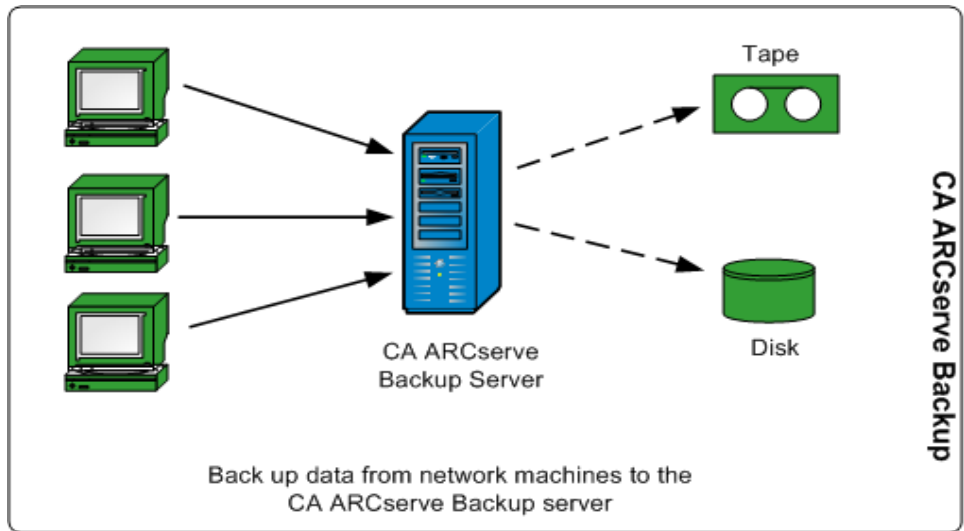 Tape
CA ARCserve
Backup Server
Disk
CA ARCserve Backup
Back up data from network machines to the
CA ARCserve Backup server